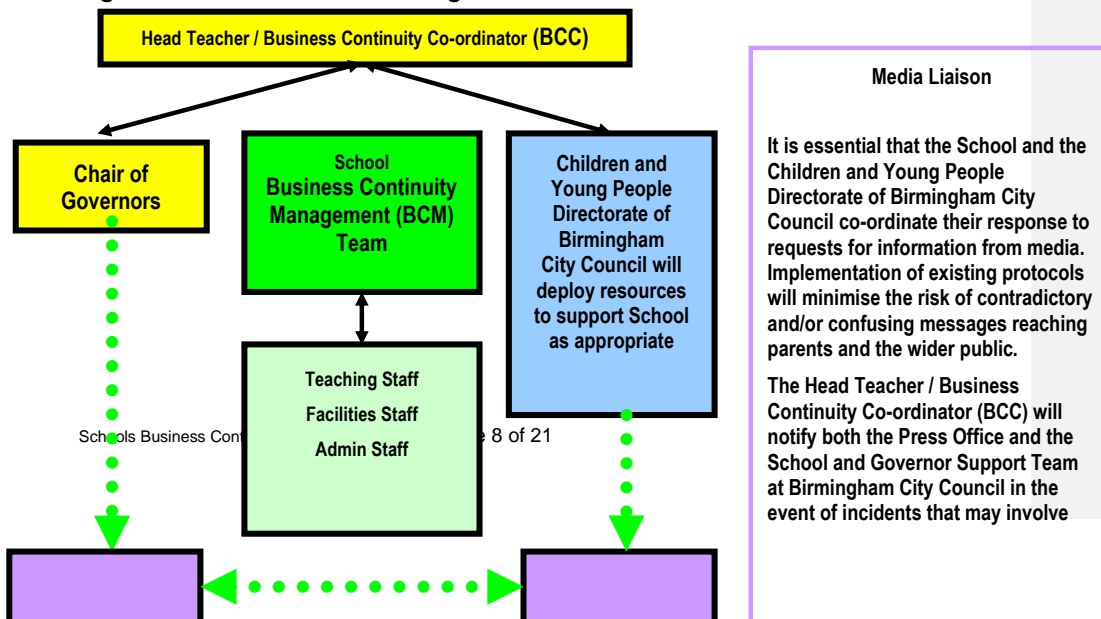 Head Teacher / Business Continuity Co-ordinator (BCC)
Chair of
Governors
School
Business Continuity
Management (BCM)
Team
Children and
Young People
Directorate of
Birmingham
City Council will
deploy resources
to support School
as appropriate
Teaching Staff
Facilities Staff
Admin Staff
Schools Business
8 of 21
Media Liaison
It is essential that the School and the
Children and Young People
Directorate of Birmingham City
Council co-ordinate their response to
requests for information from media.
Implementation of existing protocols
will minimise the risk of contradictory
and/or confusing messages reaching
parents and the wider public.
The Head Teacher / Business
Continuity Co-ordinator (BCC) will
notify both the Press Office and the
School and Governor Support Team
at Birmingham City Council in the
event of incidents that may involve